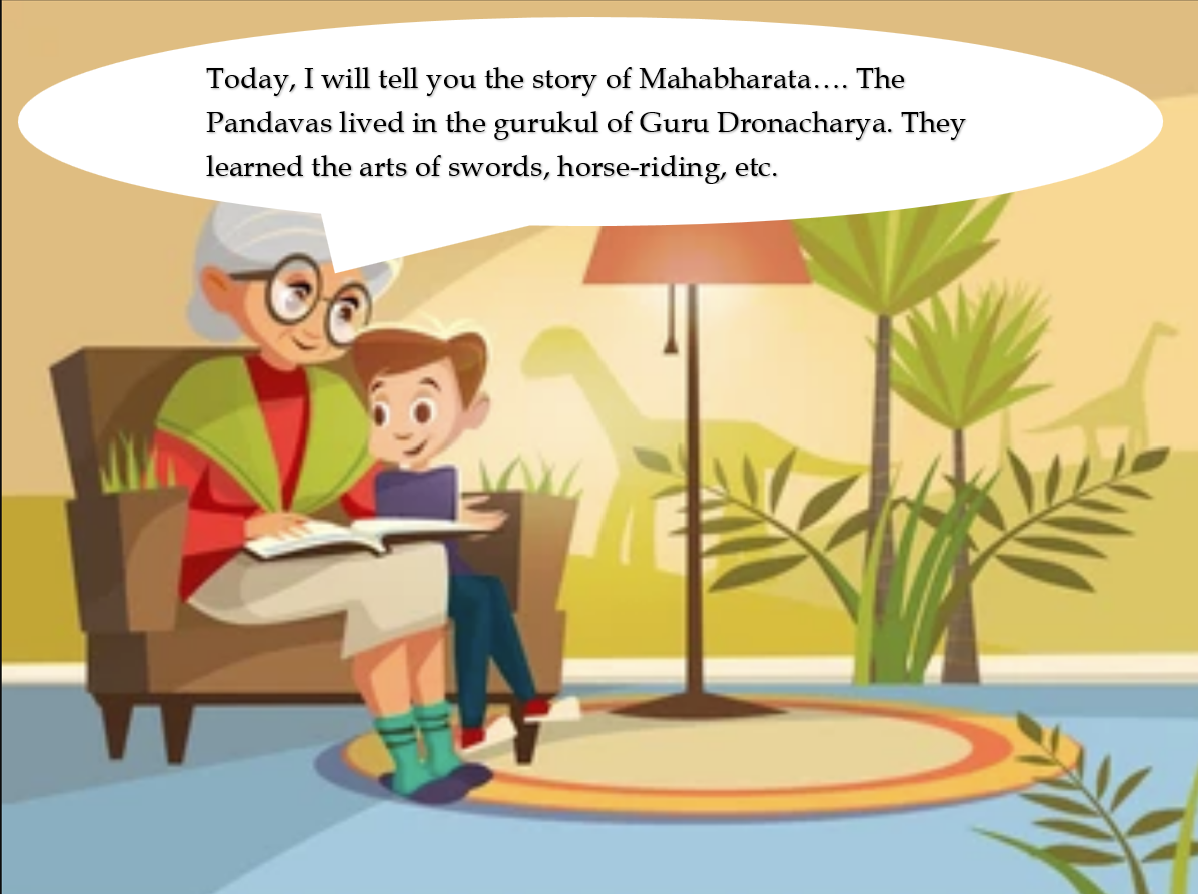 Today, I will tell you the story of Mahabharata.... The
Pandavas lived in the gurukul of Guru Dronacharya. They
learned the arts of swords, horse-riding, etc.